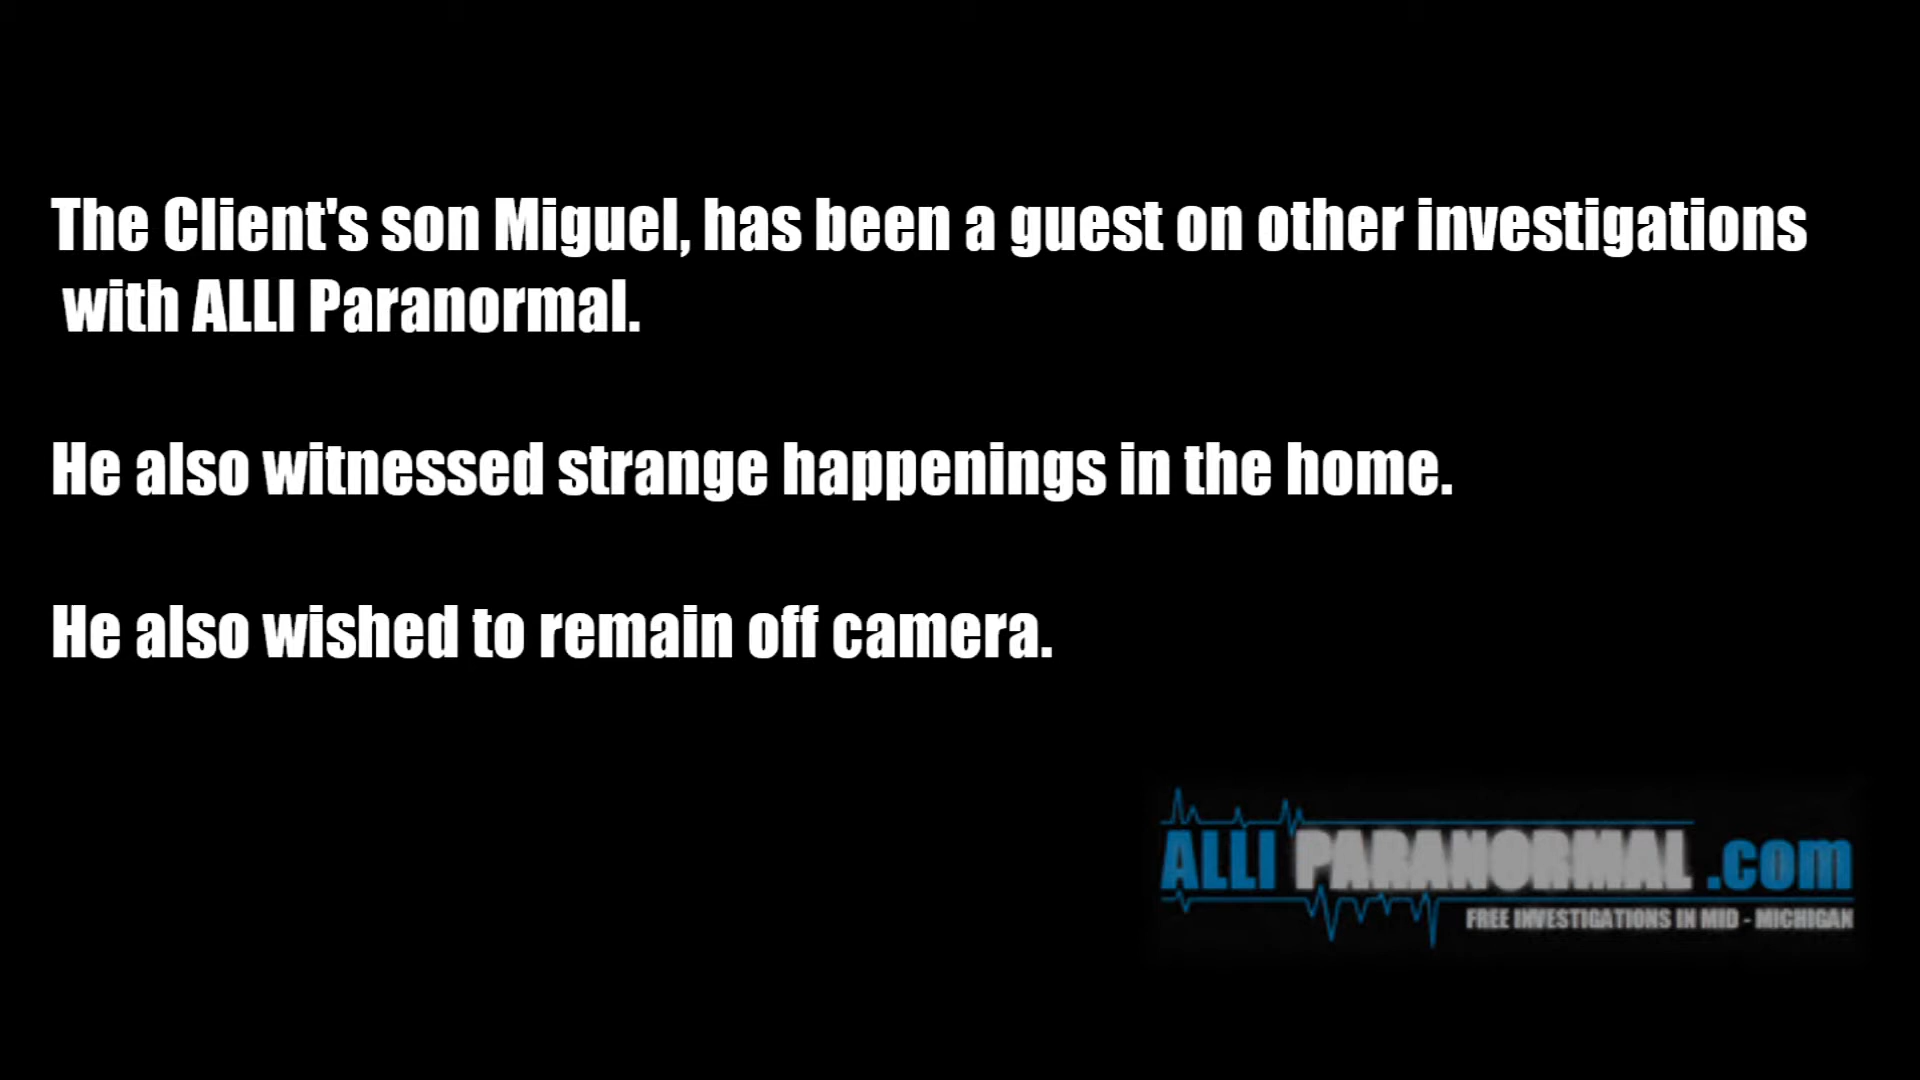 The Client's son Miguel, has been a guest on other investigations
with ALLI Paranormal.
He also witnessed strange happenings in the home.
He also wished to remain off camera.
ALLI PARANORMAL .com
FREE INVESTIGATIONS IN MID - MICHIGAN